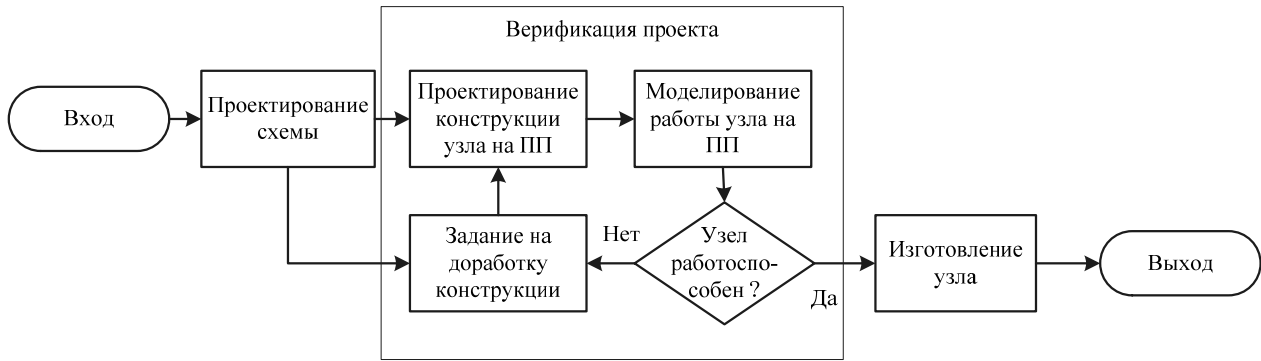 Верификация проекта
Вход
Проектирование
схемы
Проектирование
конструкции
узла на ПП
Моделирование
работы узла на
ПП
Задание на
доработку
конструкции
Нет
Узел
работоспо-
собен ?
Да
Изготовление
узла
Выход